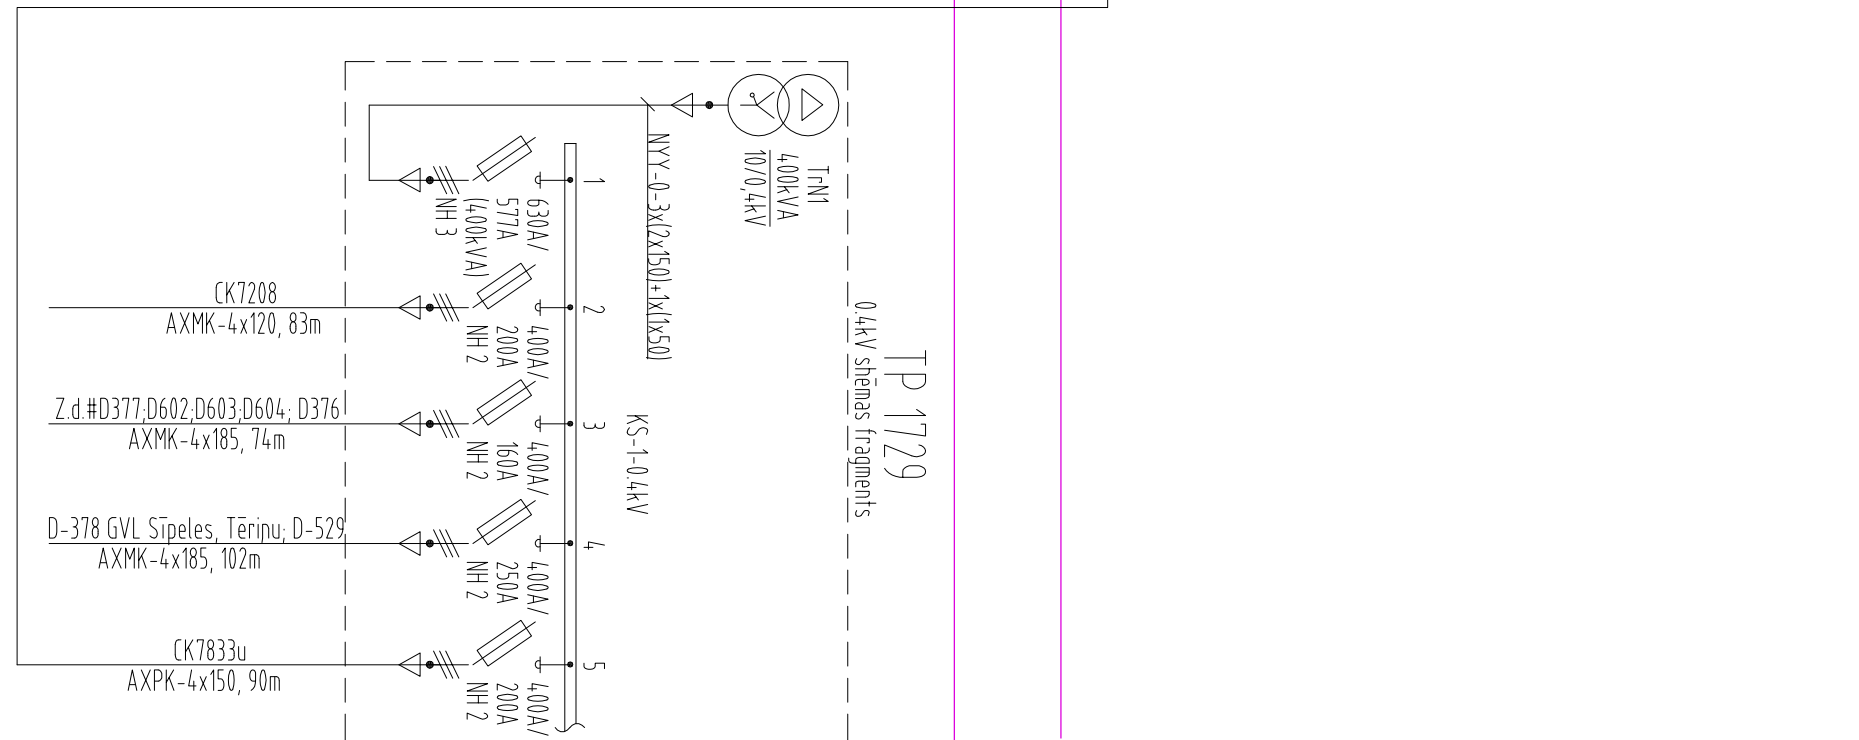 TP 1729
0.4kV shēmas fragments
TrN1
400kVA
10/0,4kV
NYY-0-3x(2x150)+1x(1x50)
KS-1-0.4kV
1
630A/
577A
(400kVA)
NH 3
2
400A/
200A
NH 2
CK7208
AXMK-4x120, 83m
3
400A/
160A
NH 2
Z.d.#D377;D602;D603;D604; D376
AXMK-4x185, 74m
4
400A/
250A
NH 2
D-378 GVL Sīpeles, Tēriņu; D-529
AXMK-4x185, 102m
5
400A/
200A
NH 2
CK7833u
AXPK-4x150, 90m